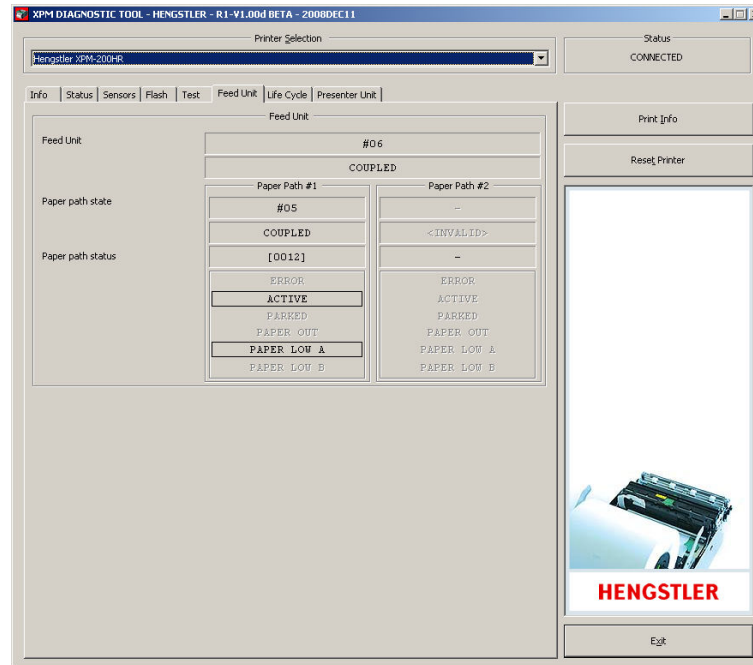 XPM DIAGNOSTIC TOOL - HENGSTLER - R1-V1.00d BETA - 2008DEC11
Printer Selection
Hengstler XPM-200HR
Status
CONNECTED
Info Status Sensors Flash Test Feed Unit Life Cycle Presenter Unit
Feed Unit
Feed Unit
#06
COUPLED
Paper Path #1
Paper Path #2
Paper path state
#05
-
COUPLED
<INVALID>
Paper path status
[0012]
-
ERROR
ACTIVE
PARKED
PAPER OUT
PAPER LOW A
PAPER LOW B
ERROR
ACTIVE
PARKED
PAPER OUT
PAPER LOW A
PAPER LOW B
Print Info
Reset Printer
HENGSTLER
Exit